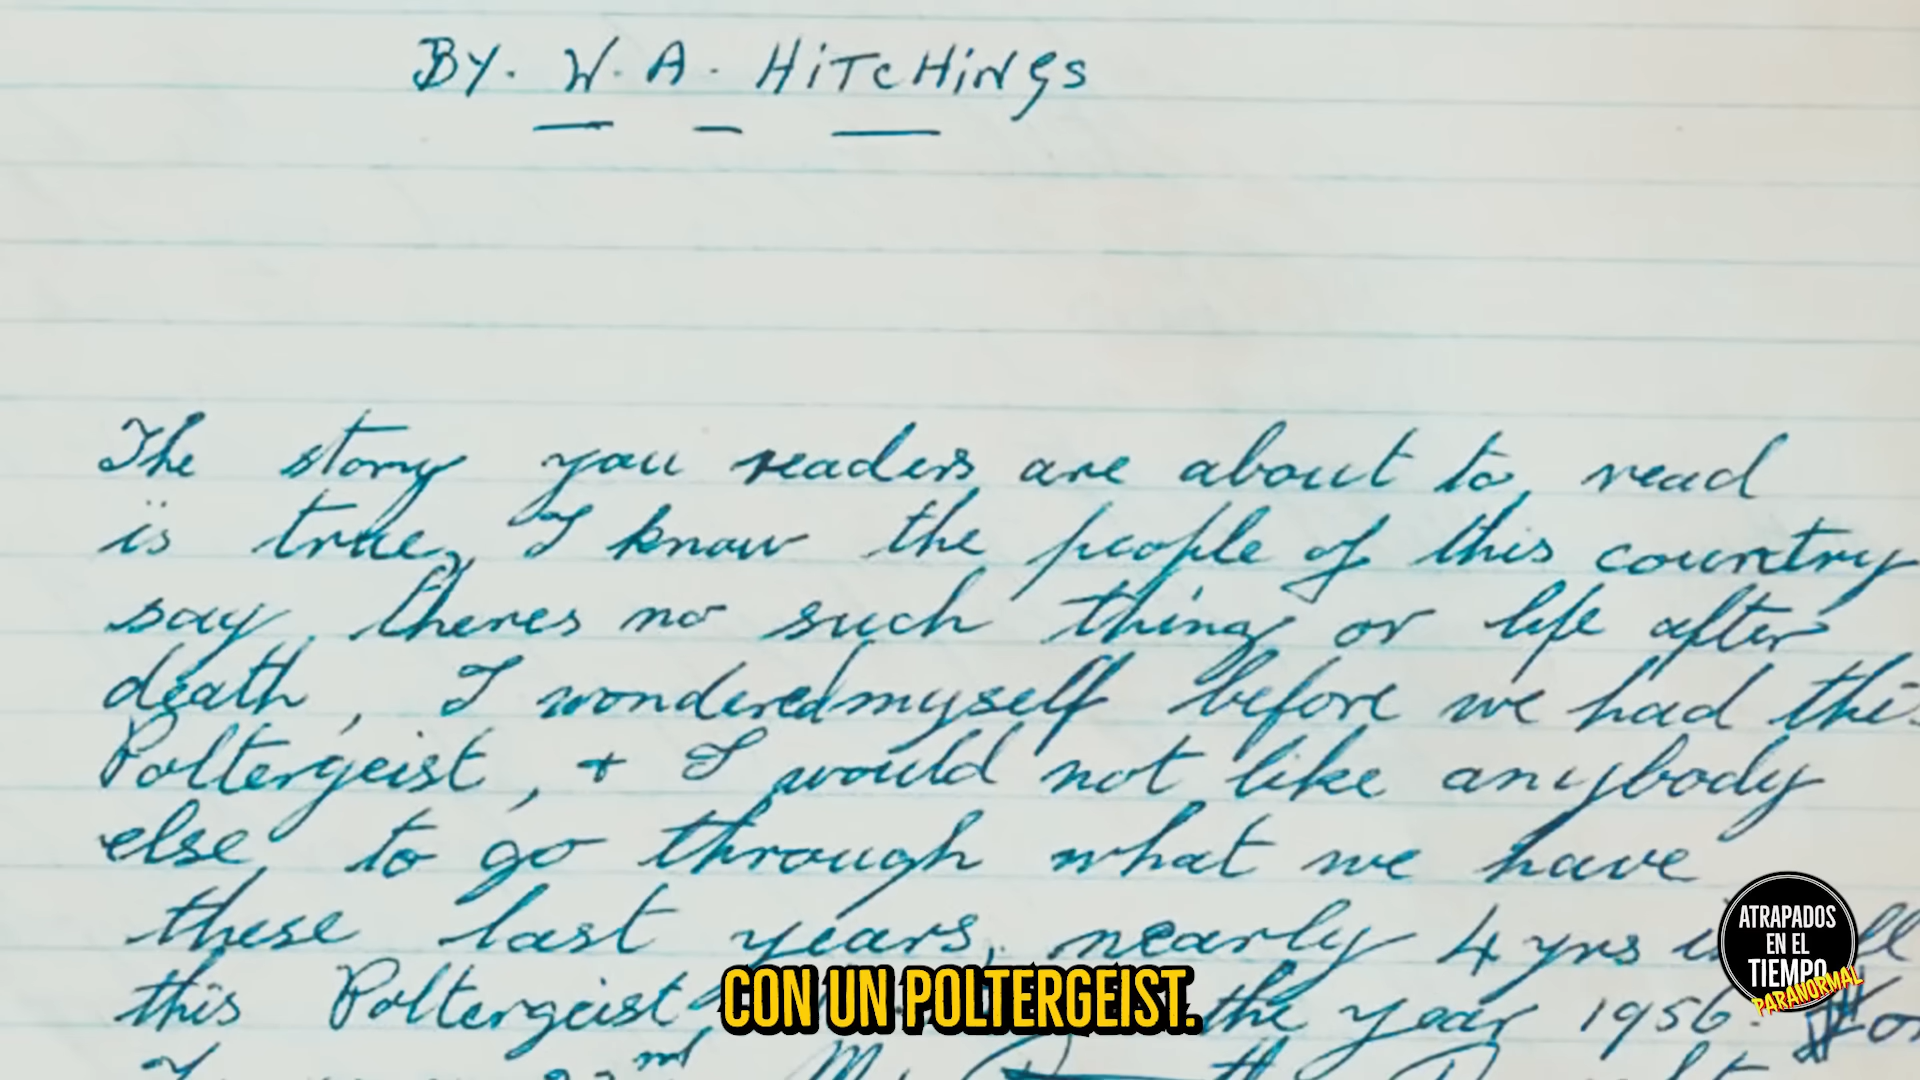 BY. W. A. HiTcHiNgS
The story you readers are about to read
is true, I know the people of this country
say, theres no such thing or life after
death, I wondered myself before we had this
Poltergeist, + I would not like anybody
else to go through what we have
these last years, nearly 4 yrs
this Poltergeist, the year 1956.
CON UN POLTERGEIST.
ATRAPADOS
EN EL
TIEMPO
PARANORMAL